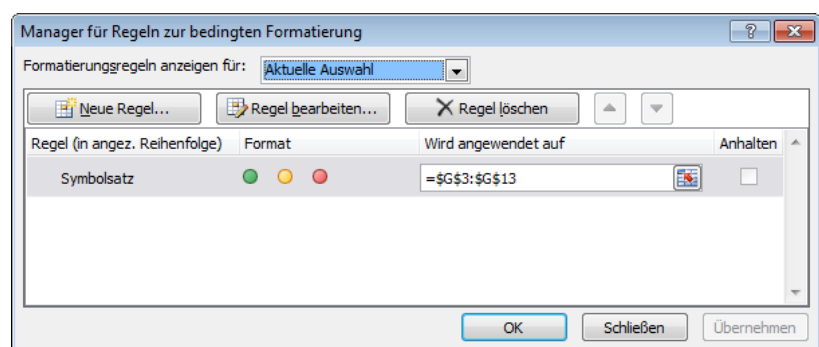 Manager für Regeln zur bedingten Formatierung
Formatierungsregeln anzeigen für: Aktuelle Auswahl
Neue Regel... Regel bearbeiten... Regel löschen
Regel (in angez. Reihenfolge) Format Wird angewendet auf Anhalten
Symbolsatz =$G$3:$G$13
OK Schließen Übernehmen